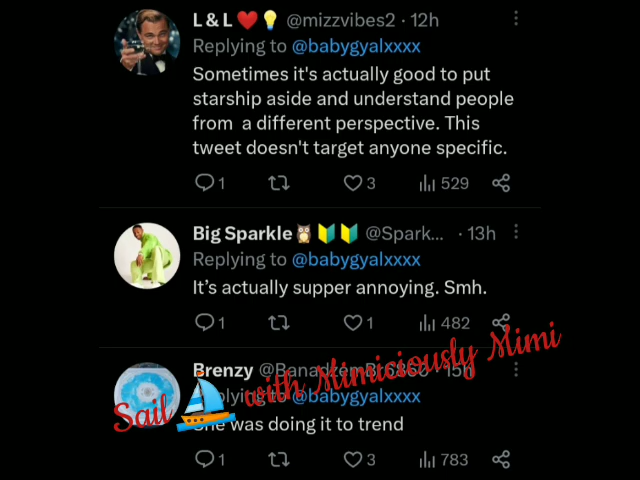 L & L❤️💡 @mizzvibes2 · 12h
Replying to @babygyalxxxx
Sometimes it's actually good to put
starship aside and understand people
from a different perspective. This
tweet doesn't target anyone specific.
1 3 529
Big Sparkle🦉🔰🔰 @Spark... · 13h
Replying to @babygyalxxxx
It's actually supper annoying. Smh.
1 1 482
Brenzy · 15h
Replying to @babygyalxxxx
She was doing it to trend
Sail⛵ with Mimiciously Mimi
1 3 783